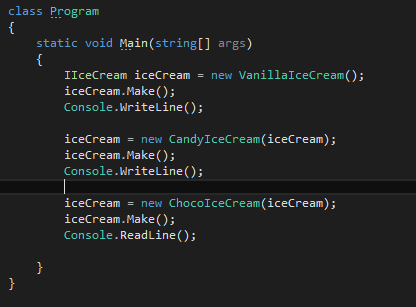 class Program
{
static void Main(string[] args)
{
IIceCream iceCream = new VanillaIceCream();
iceCream.Make();
Console.WriteLine();
iceCream = new CandyIceCream(iceCream);
iceCream.Make();
Console.WriteLine();
iceCream = new ChocoIceCream(iceCream);
iceCream.Make();
Console.ReadLine();
}
}